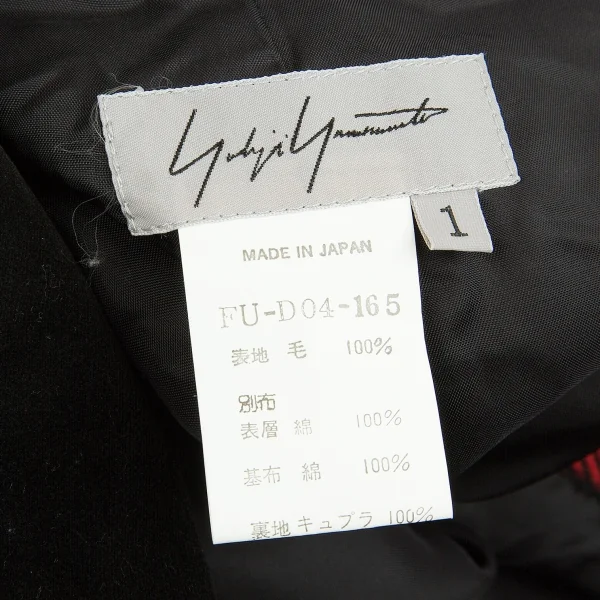 Yohji Yamamoto
1
MADE IN JAPAN
FU-D04-165
表地 毛 100%
別布
表層 綿 100%
基布 綿 100%
裏地 キュプラ 100%